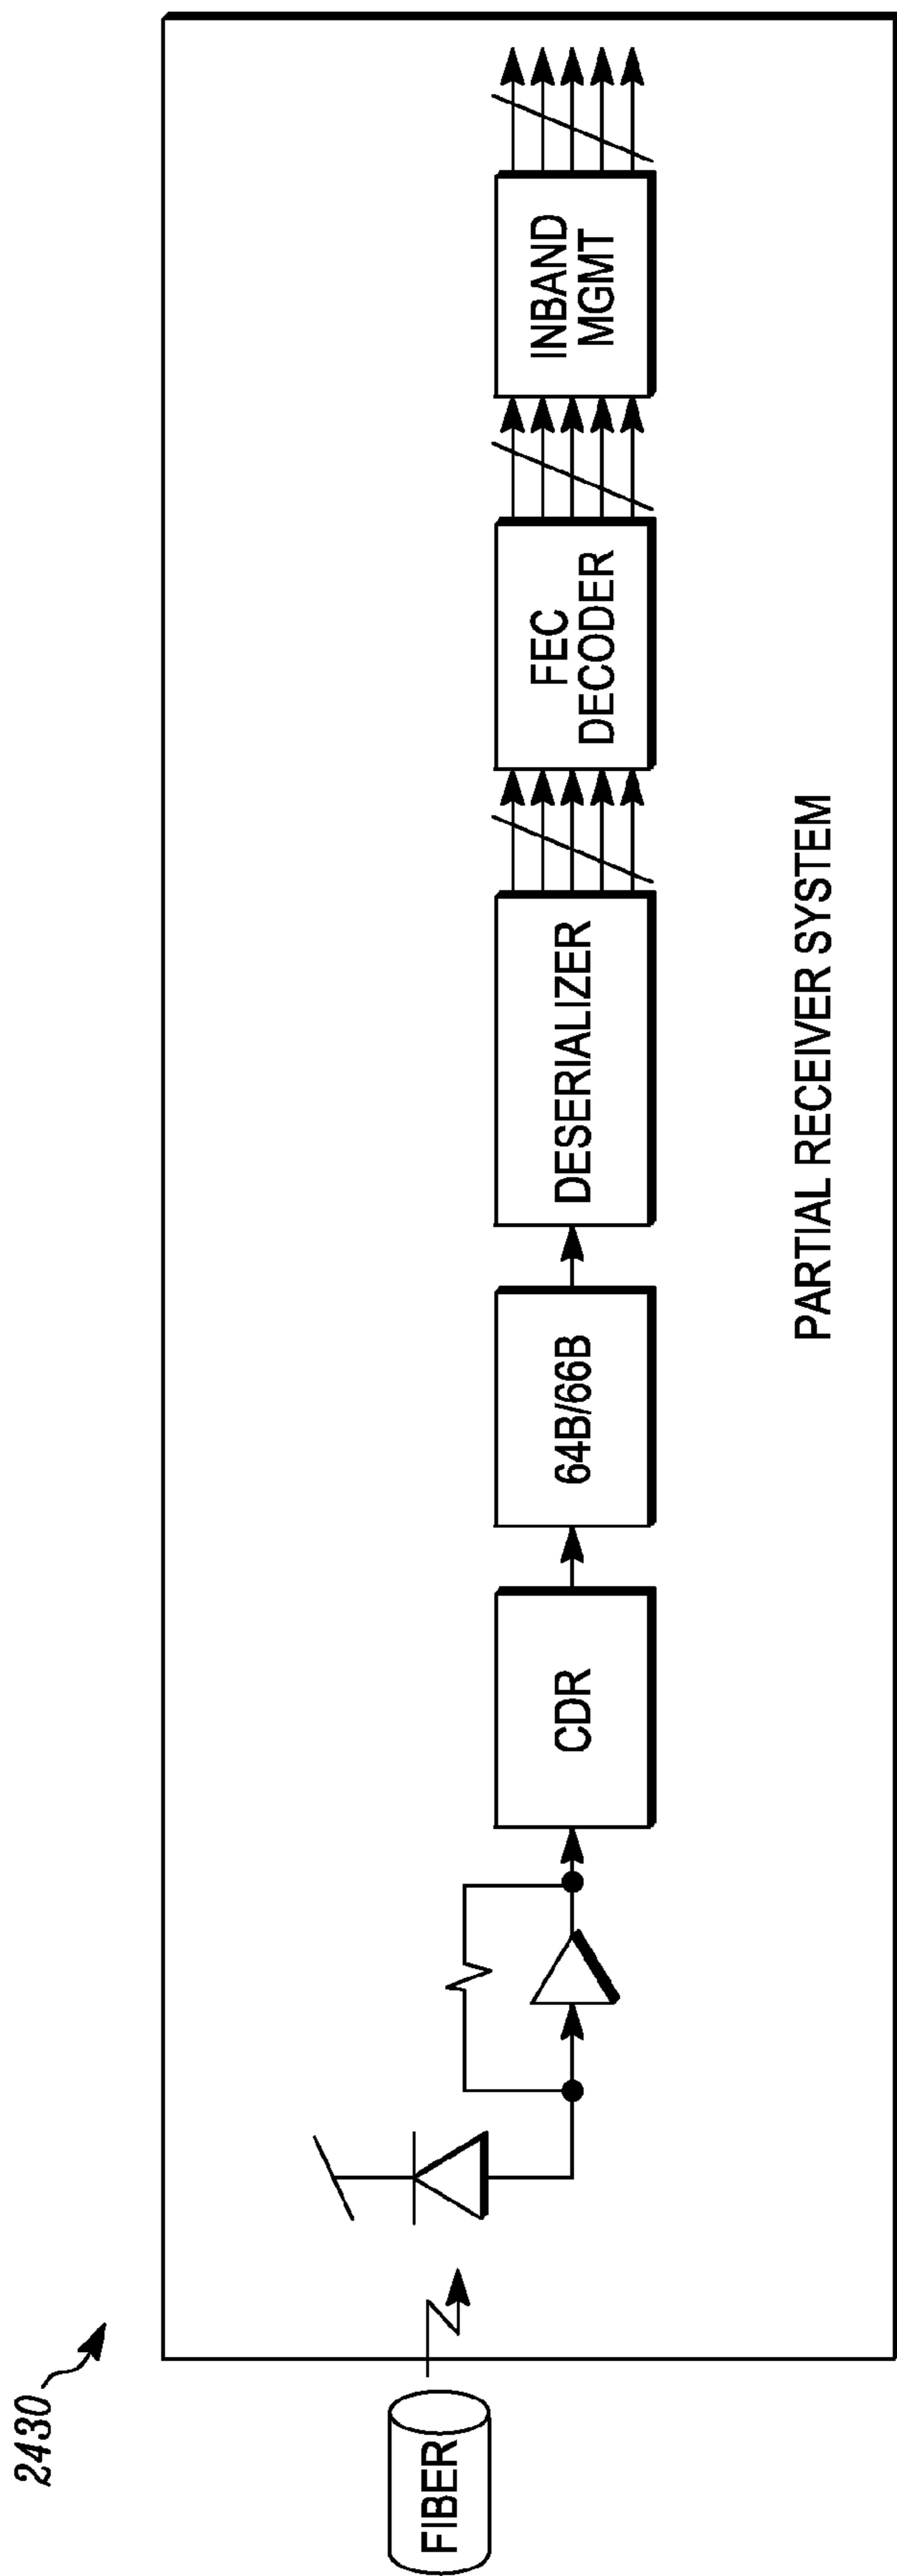 2430
FIBER
CDR
64B/66B
DESERIALIZER
FEC
DECODER
INBAND
MGMT
PARTIAL RECEIVER SYSTEM